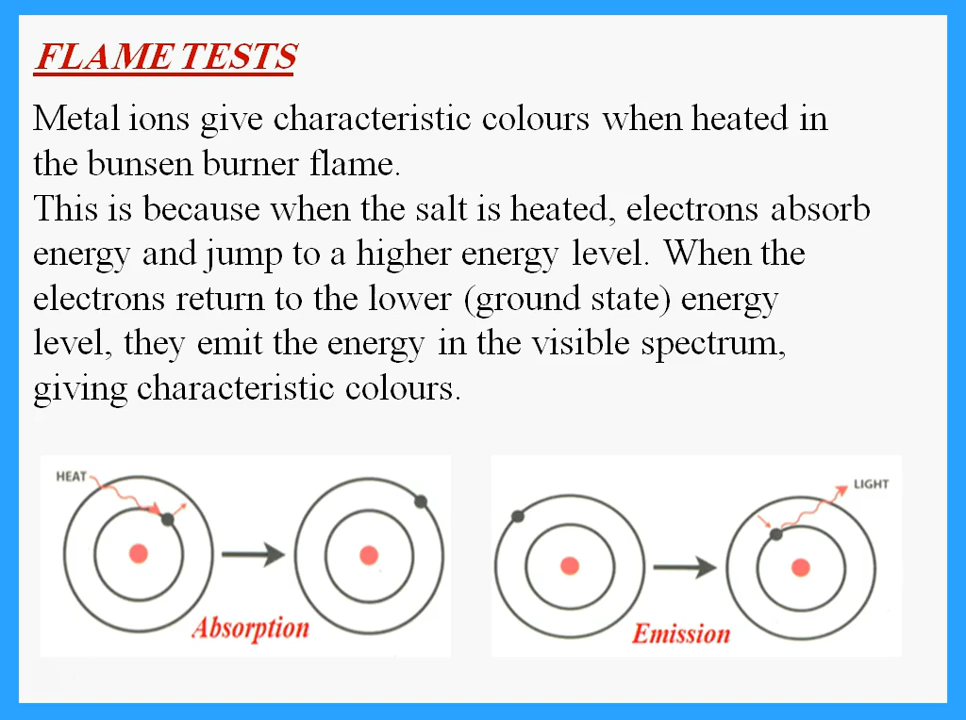 FLAME TESTS
Metal ions give characteristic colours when heated in
the bunsen burner flame.
This is because when the salt is heated, electrons absorb
energy and jump to a higher energy level. When the
electrons return to the lower (ground state) energy
level, they emit the energy in the visible spectrum,
giving characteristic colours.
HEAT
Absorption
LIGHT
Emission